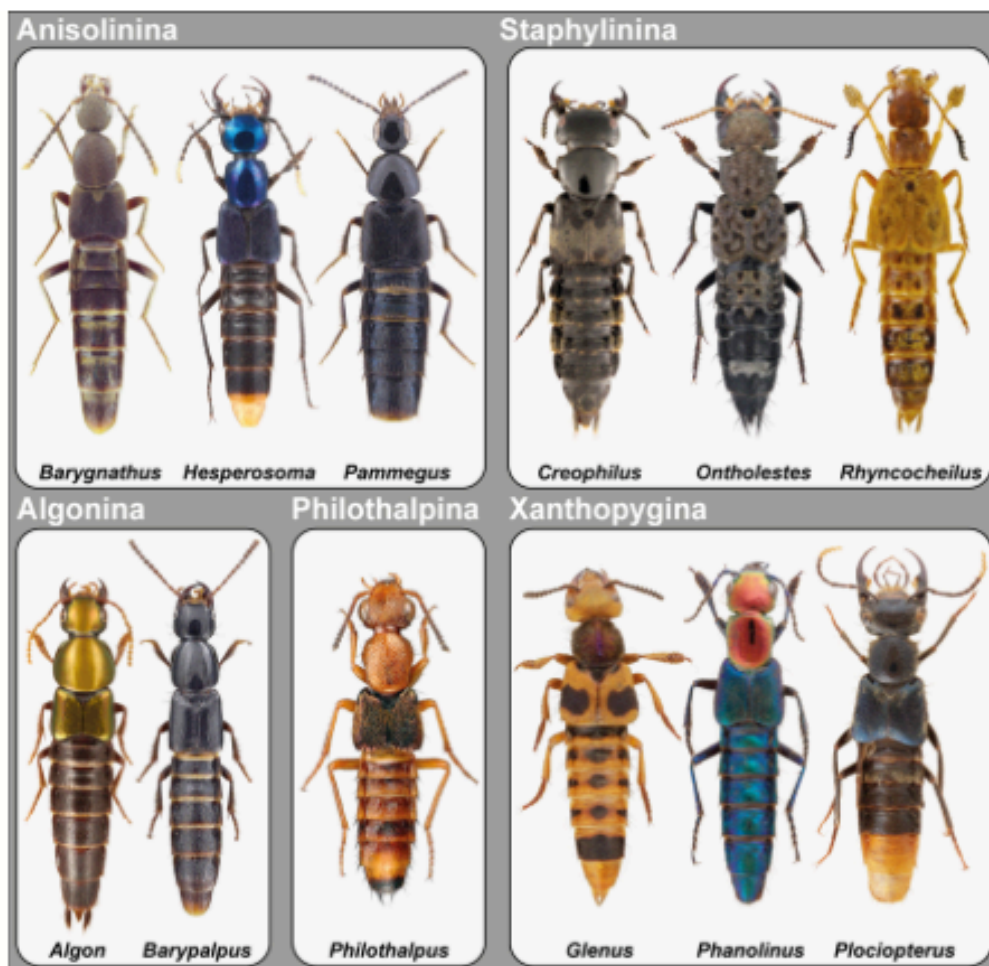 Anisolinina
Staphylinina
Barygnathus Hesperosoma Pammegus
Creophilus Ontholestes Rhyncocheilus
Algonina
Philothalpina
Xanthopygina
Algon Barypalpus
Philothalpus
Glenus Phanolinus Plociopterus